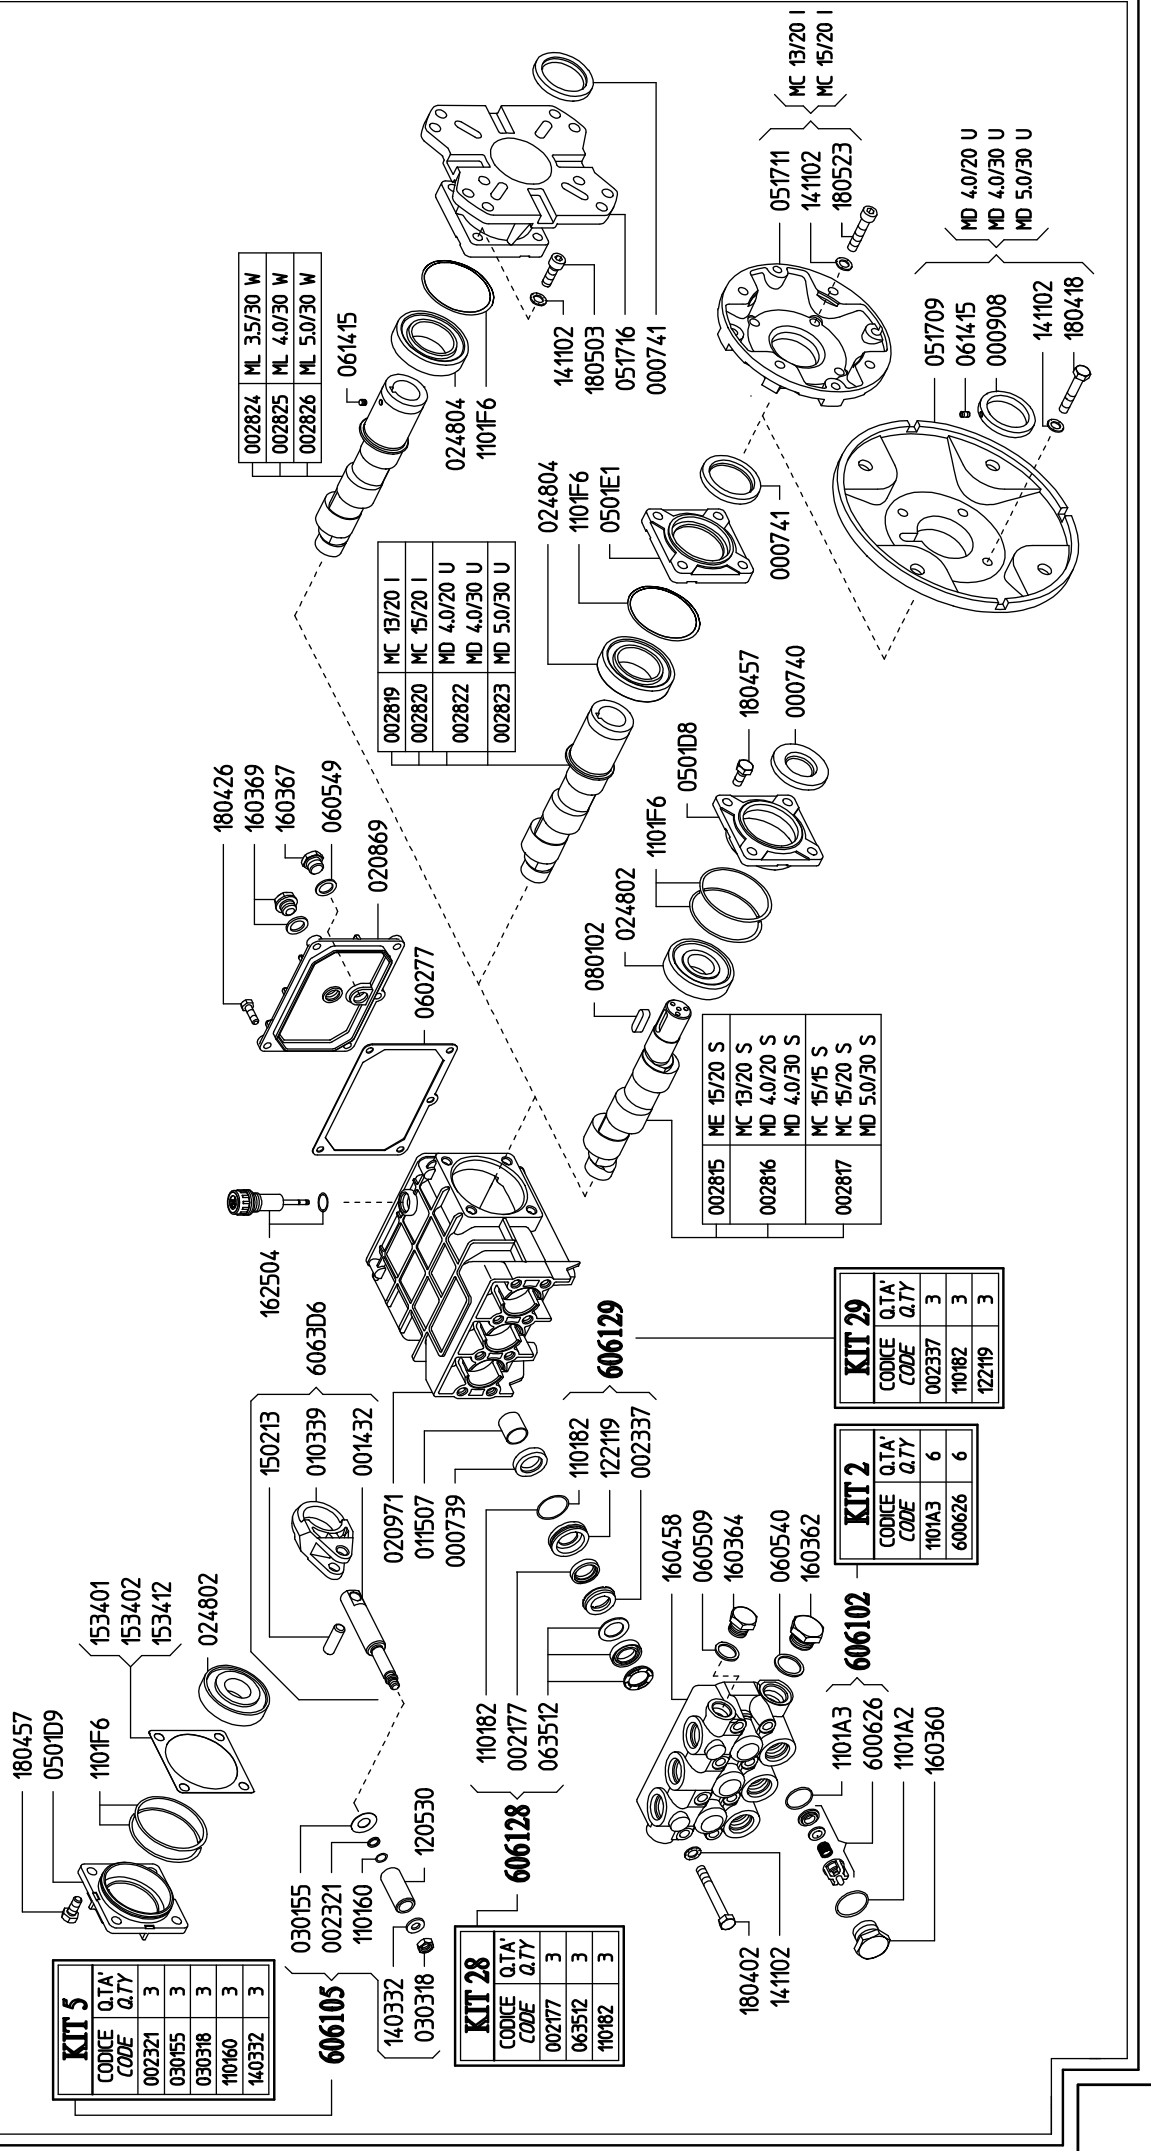 KIT 5
CODICE CODE Q.TA' Q.TY
002321 3
030155 3
030318 3
110160 3
140332 3
606105
180457
0501D9
1101F6
153401
153402
153412
024802
030155
002321
110160
120530
140332
030318
KIT 28
CODICE CODE Q.TA' Q.TY
002177 3
063512 3
110182 3
606128
110182
002177
063512
150213
010339
001432
6063D6
162504
020971
011507
000739
110182
122119
002337
606129
KIT 29
CODICE CODE Q.TA' Q.TY
002337 3
110182 3
122119 3
KIT 2
CODICE CODE Q.TA' Q.TY
1101A3 6
600626 6
606102
160458
060509
160364
060540
160362
1101A3
600626
1101A2
160360
180402
141102
180426
160369
160367
060549
020869
060277
002815 ME 15/20 S
002816 MC 13/20 S
MD 4.0/20 S
MD 4.0/30 S
002817 MC 15/15 S
MC 15/20 S
MD 5.0/30 S
080102
024802
1101F6
0501D8
180457
000740
002819 MC 13/20 I
002820 MC 15/20 I
002822 MD 4.0/20 U
MD 4.0/30 U
002823 MD 5.0/30 U
024804
1101F6
0501E1
000741
002824 ML 3.5/30 W
002825 ML 4.0/30 W
002826 ML 5.0/30 W
061415
024804
1101F6
141102
180503
051716
000741
051711
141102
180523
MC 13/20 I
MC 15/20 I
051709
061415
000908
141102
180418
MD 4.0/20 U
MD 4.0/30 U
MD 5.0/30 U